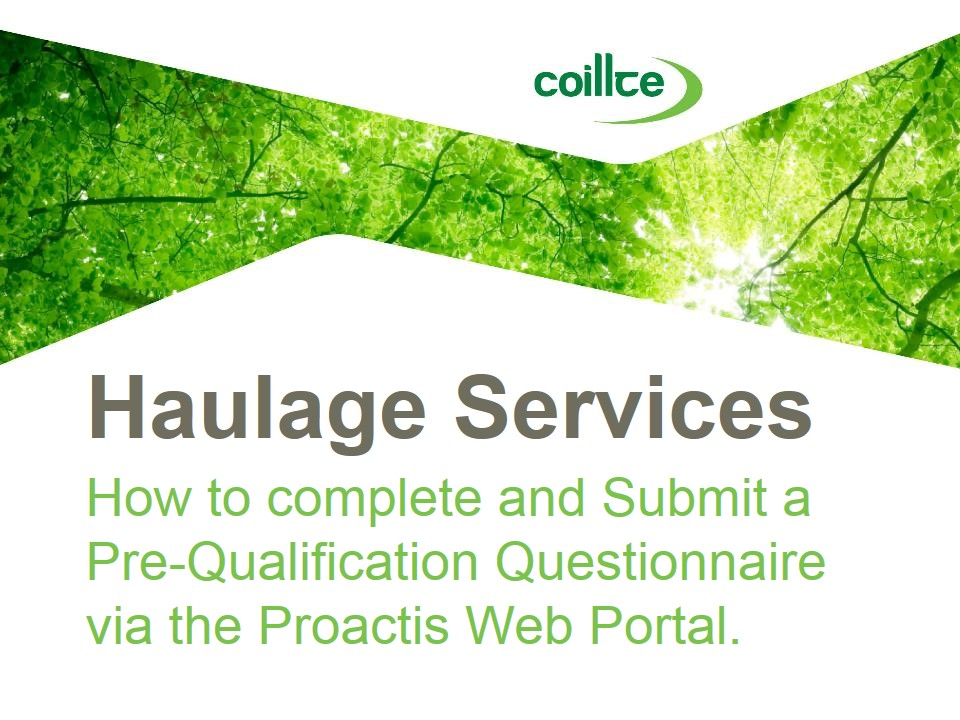 coillte
Haulage Services
How to complete and Submit a
Pre-Qualification Questionnaire
via the Proactis Web Portal.